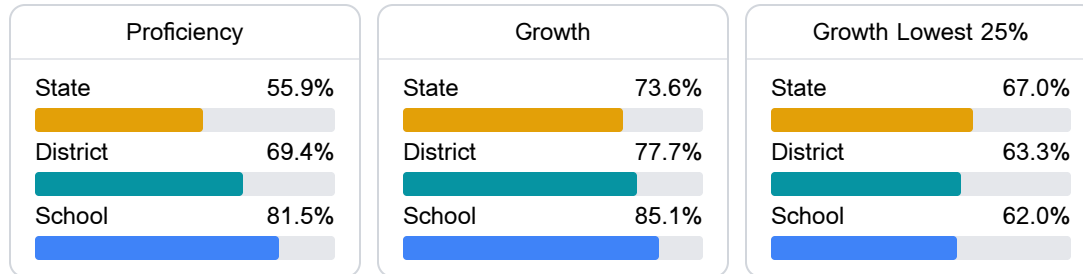 Proficiency
State 55.9%
District 69.4%
School 81.5%
Growth
State 73.6%
District 77.7%
School 85.1%
Growth Lowest 25%
State 67.0%
District 63.3%
School 62.0%